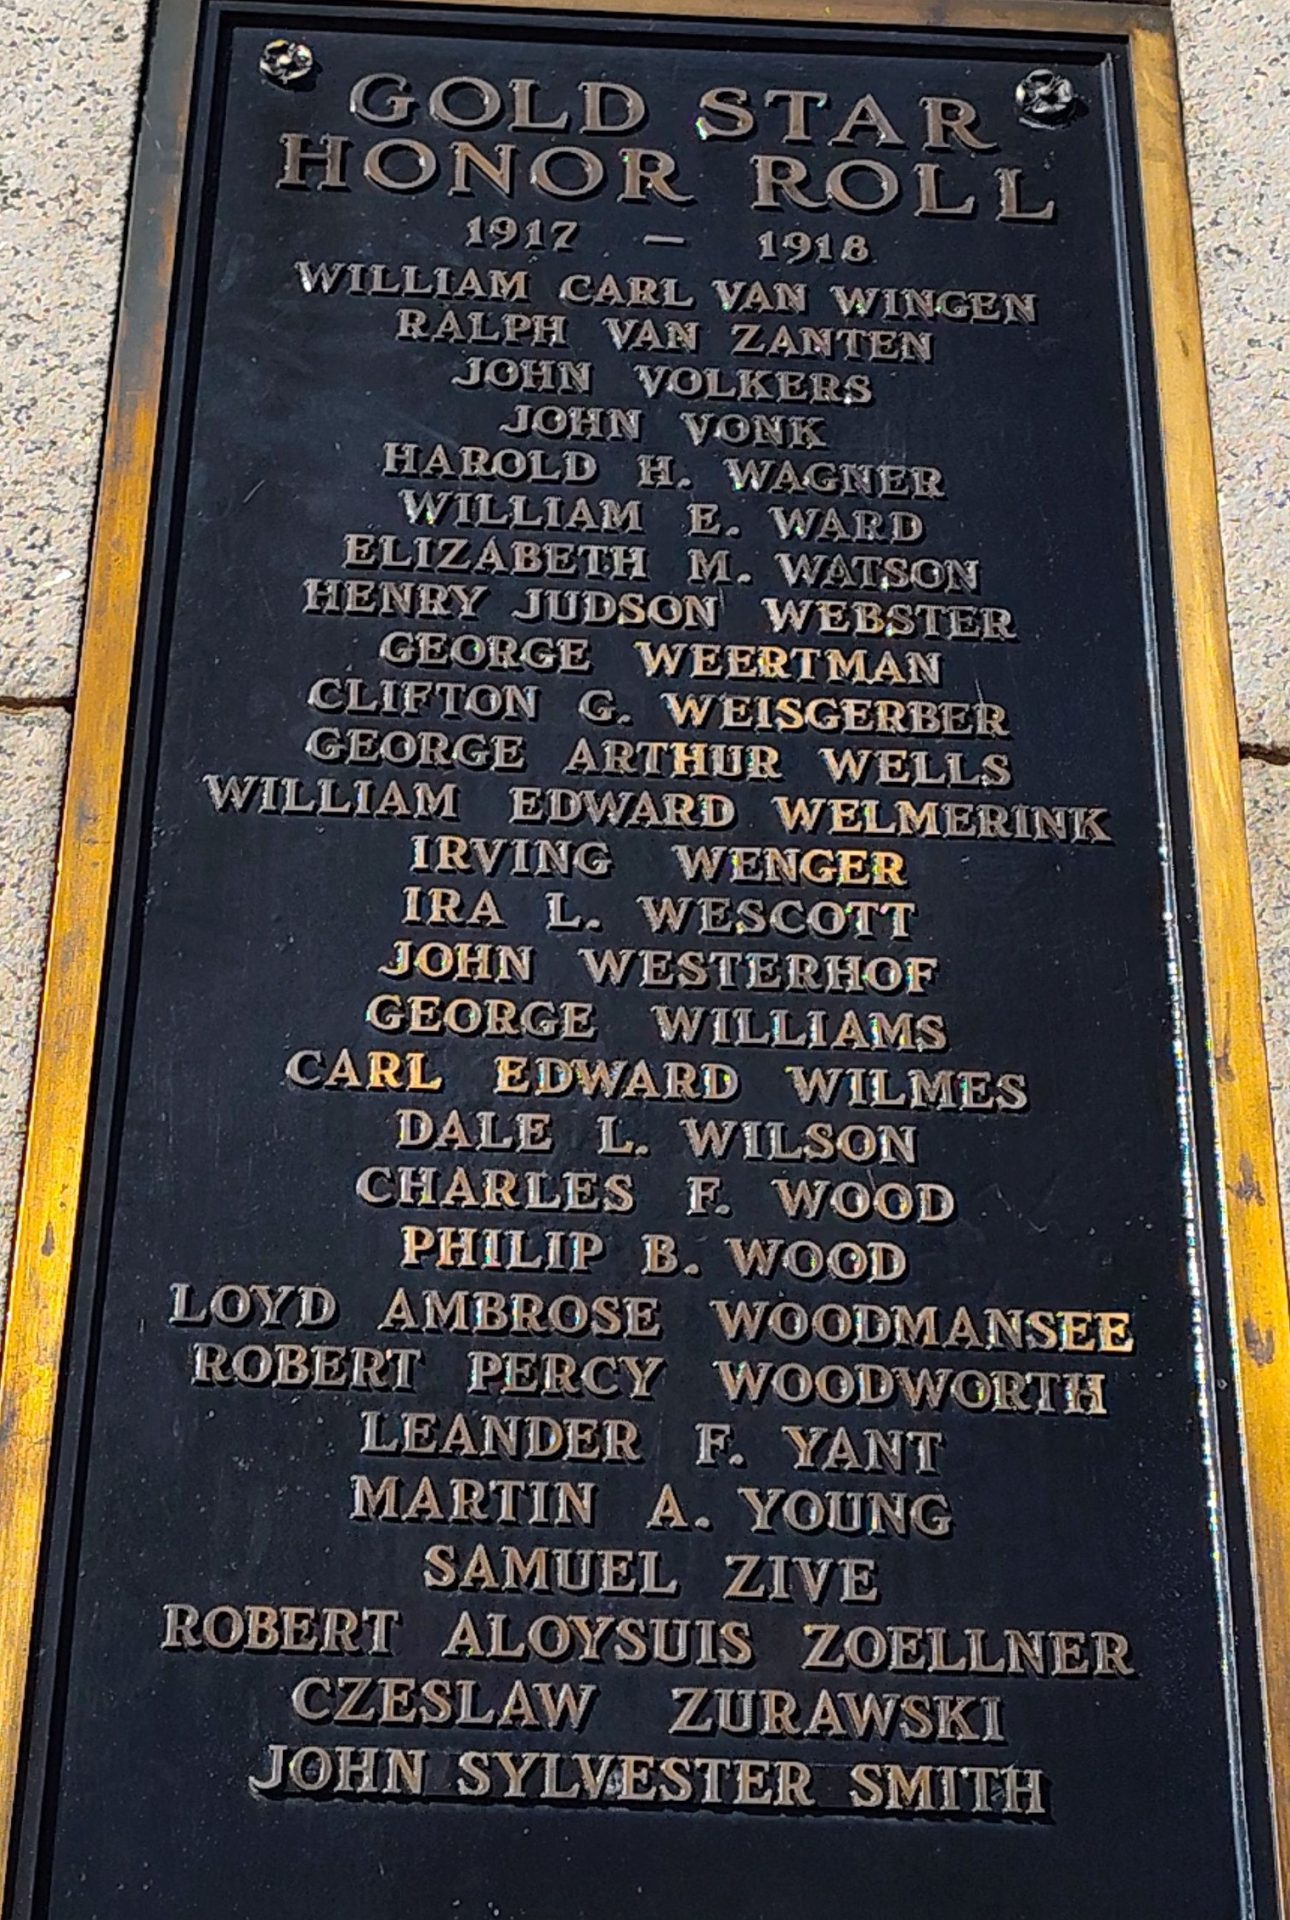 GOLD STAR
HONOR ROLL
1917 — 1918
WILLIAM CARL VAN WINGEN
RALPH VAN ZANTEN
JOHN VOLKERS
JOHN VONK
HAROLD H. WAGNER
WILLIAM E. WARD
ELIZABETH M. WATSON
HENRY JUDSON WEBSTER
GEORGE WEERTMAN
CLIFTON G. WEISGERBER
GEORGE ARTHUR WELLS
WILLIAM EDWARD WELMERINK
IRVING WENGER
IRA L. WESCOTT
JOHN WESTERHOF
GEORGE WILLIAMS
CARL EDWARD WILMES
DALE L. WILSON
CHARLES F. WOOD
PHILIP B. WOOD
LOYD AMBROSE WOODMANSEE
ROBERT PERCY WOODWORTH
LEANDER F. YANT
MARTIN A. YOUNG
SAMUEL ZIVE
ROBERT ALOYSUIS ZOELLNER
CZESLAW ZURAWSKI
JOHN SYLVESTER SMITH